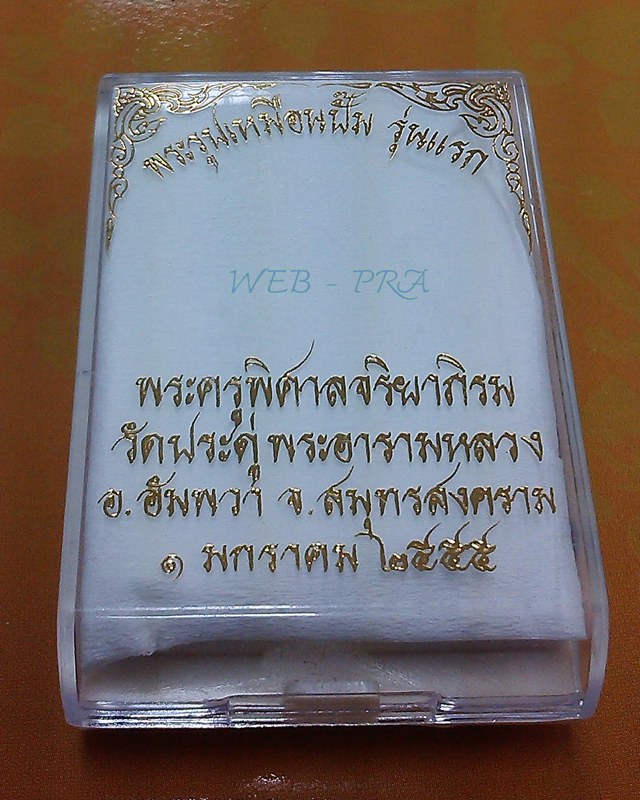 พระรูปเหมือนปั๊ม รุ่นแรก
WEB - PRA
พระครูพิศาลจริยาภิรม
วัดประดู่ พระอารามหลวง
อ.อัมพวา จ.สมุทรสงคราม
๑ มกราคม ๒๕๕๕